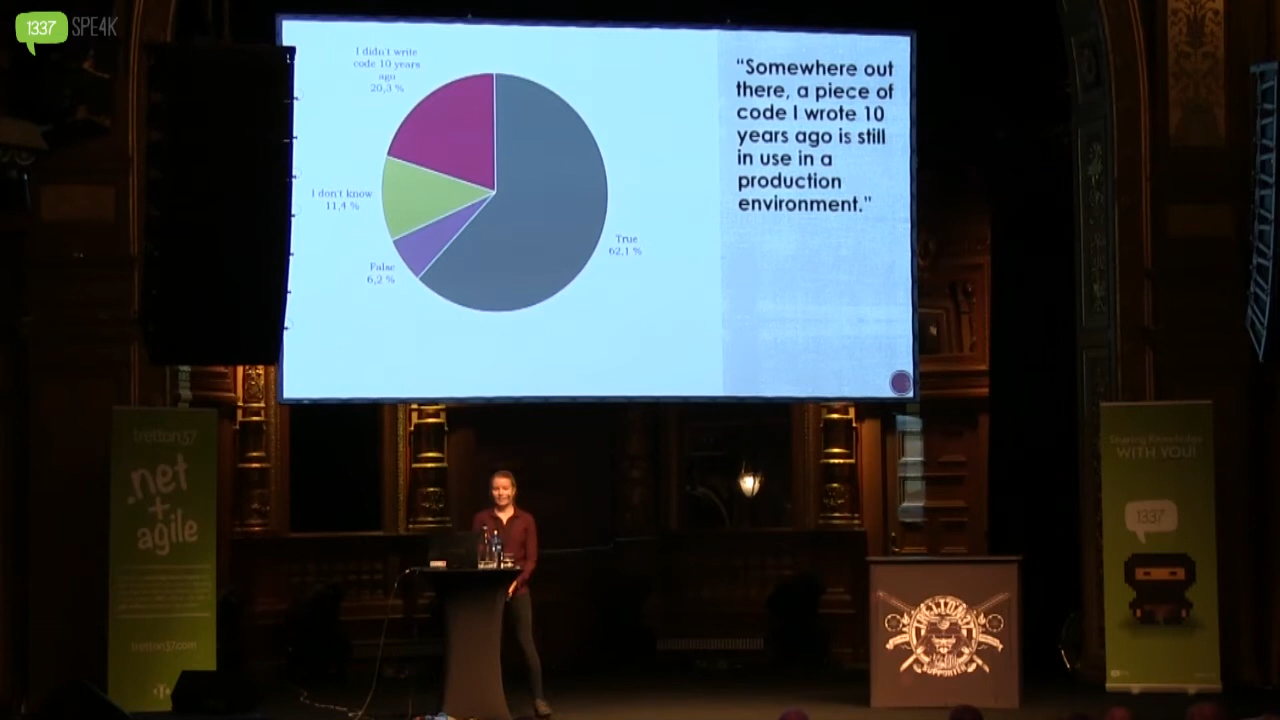 1337
SPE4K
I didn't write
code 10 years
ago
20,3 %
I don't know
11,4 %
False
6,2 %
True
62,1 %
"Somewhere out
there, a piece of
code I wrote 10
years ago is still
in use in a
production
environment."
tretton37
.net
+
agile
tretton37.com
Sharing Knowledge
WITH YOU!
1337
SUPPORTER